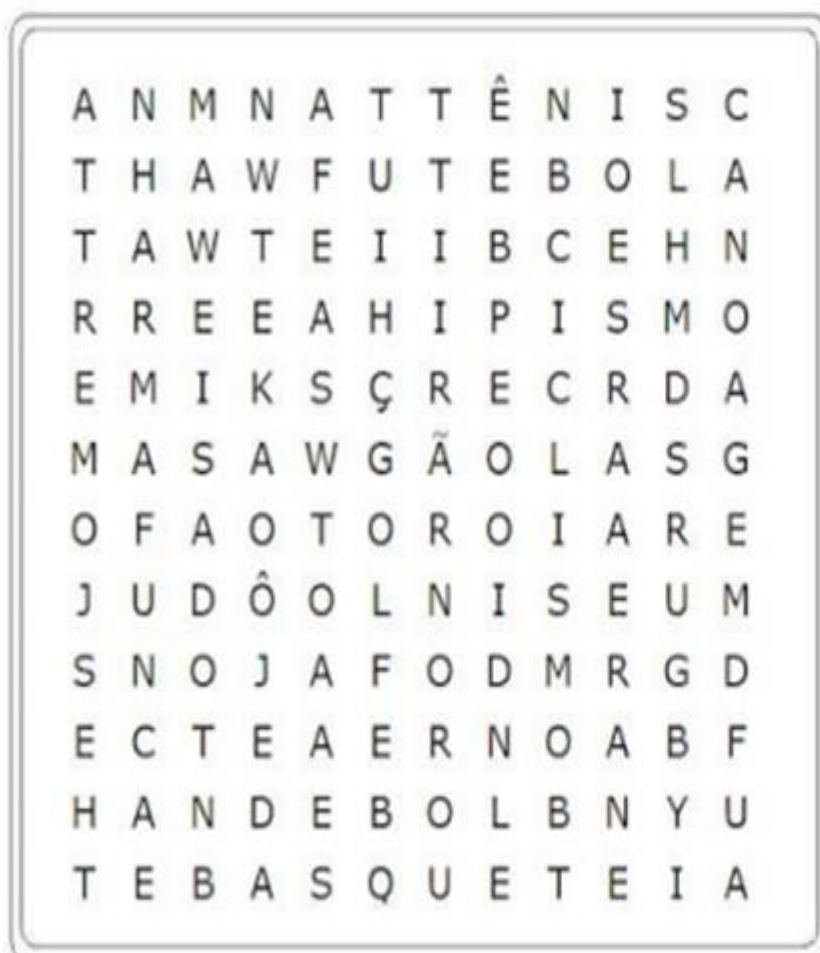 A N M N A T T Ê N I S C
T H A W F U T E B O L A
T A W T E I I B C E H N
R R E E A H I P I S M O
E M I K S Ç R E C R D A
M A S A W G Ã O L A S G
O F A O T O R O I A R E
J U D Ô O L N I S E U M
S N O J A F O D M R G D
E C T E A E R N O A B F
H A N D E B O L B N Y U
T E B A S Q U E T E I A